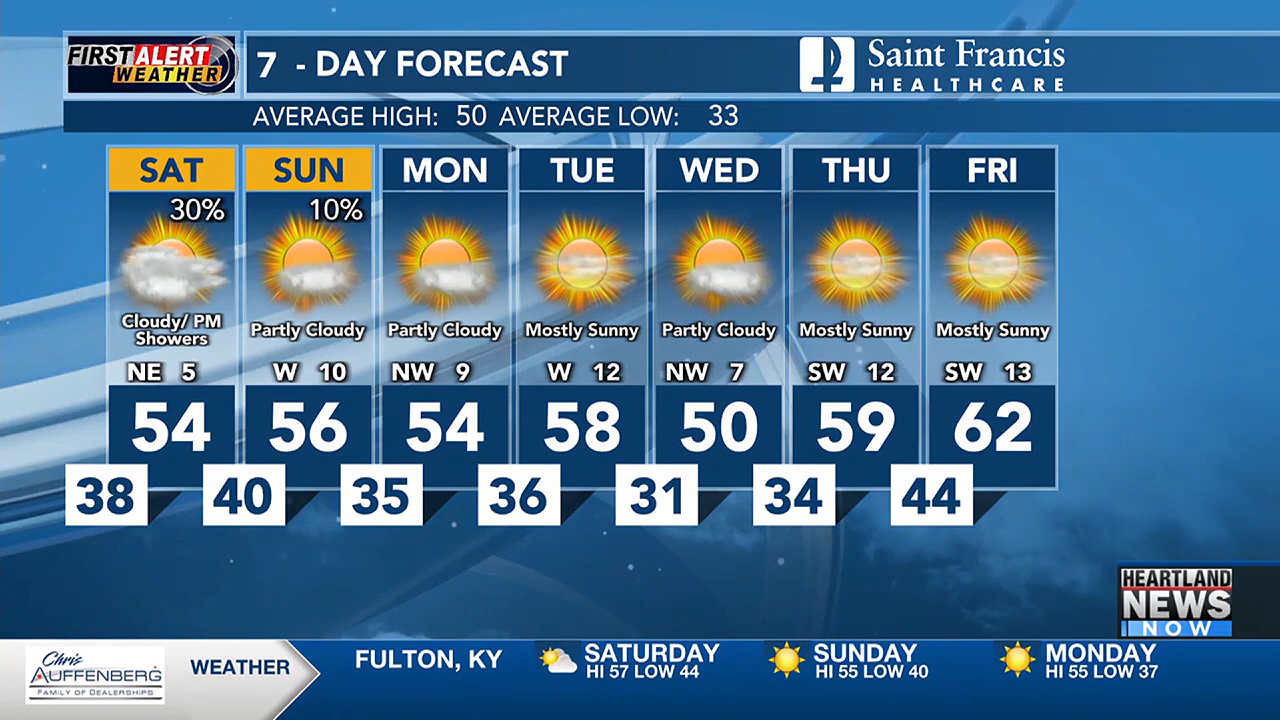 FIRST ALERT
WEATHER
7 - DAY FORECAST
Saint Francis
HEALTHCARE
AVERAGE HIGH: 50 AVERAGE LOW: 33
SAT SUN MON TUE WED THU FRI
30% 10%
Cloudy/ PM
Showers
Partly Cloudy Partly Cloudy Mostly Sunny Partly Cloudy Mostly Sunny Mostly Sunny
NE 5 W 10 NW 9 W 12 NW 7 SW 12 SW 13
54 56 54 58 50 59 62
38 40 35 36 31 34 44
HEARTLAND
NEWS
NOW
Chris
AUFFENBERG
FAMILY OF DEALERSHIPS
WEATHER
FULTON, KY
SATURDAY
HI 57 LOW 44
SUNDAY
HI 55 LOW 40
MONDAY
HI 55 LOW 37